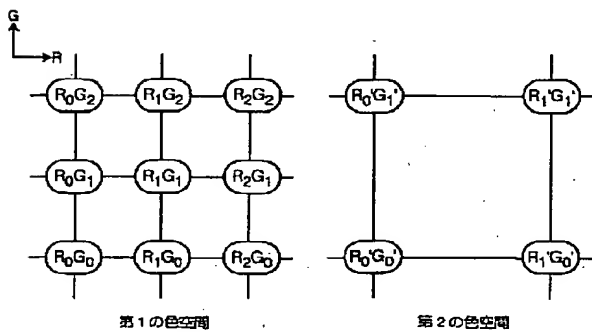 G
R
R₀G₂ R₁G₂ R₂G₂ R₀'G₁' R₁'G₁'
R₀G₁ R₁G₁ R₂G₁
R₀G₀ R₁G₀ R₂G₀ R₀'G₀' R₁'G₀'
第1の色空間 第2の色空間